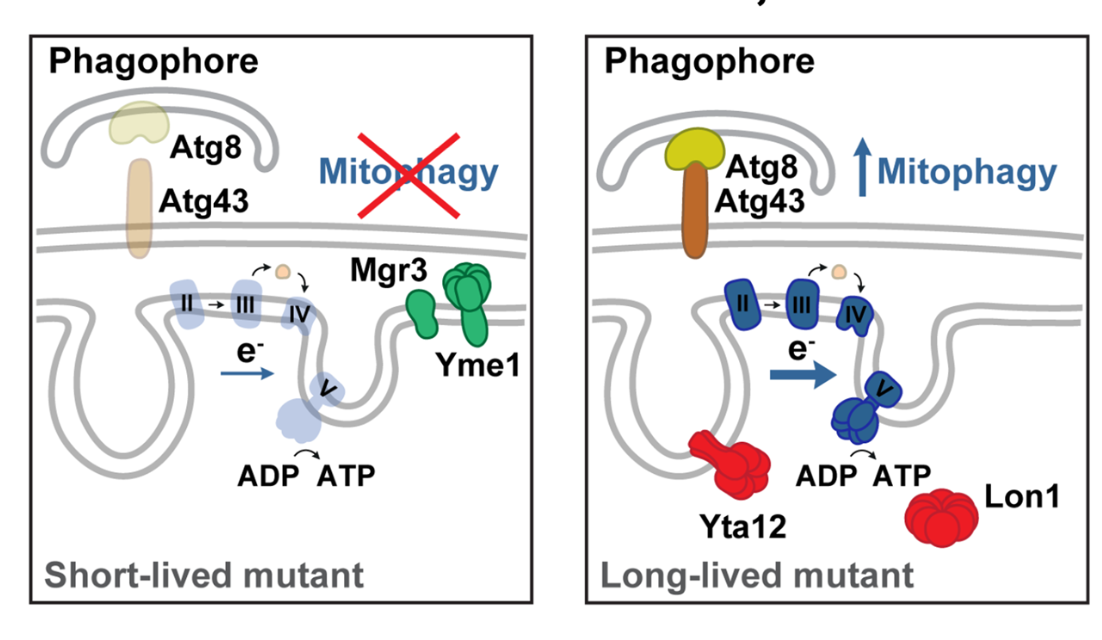 Phagophore
Atg8
Atg43
Mitophagy
Mgr3
Yme1
II
III
IV
e-
V
ADP ATP
Short-lived mutant
Phagophore
Atg8
Atg43
Mitophagy
II
III
IV
e-
V
ADP ATP
Yta12
Lon1
Long-lived mutant